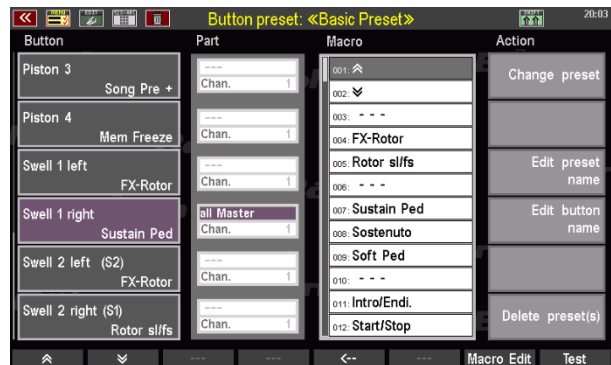 Button preset: «Basic Preset»
20:03
Button Part Macro Action
Piston 3
Song Pre +
---
Chan. 1
Piston 4
Mem Freeze
---
Chan. 1
Swell 1 left
FX-Rotor
---
Chan. 1
Swell 1 right
Sustain Ped
all Master
Chan. 1
Swell 2 left (S2)
FX-Rotor
---
Chan. 1
Swell 2 right (S1)
Rotor sl/fs
---
Chan. 1
001:
002:
003: ---
004: FX-Rotor
005: Rotor sl/fs
006: ---
007: Sustain Ped
008: Sostenuto
009: Soft Ped
010: ---
011: Intro/Endi.
012: Start/Stop
Change preset
Edit preset
name
Edit button
name
Delete preset(s)
--- --- <-- --- Macro Edit Test